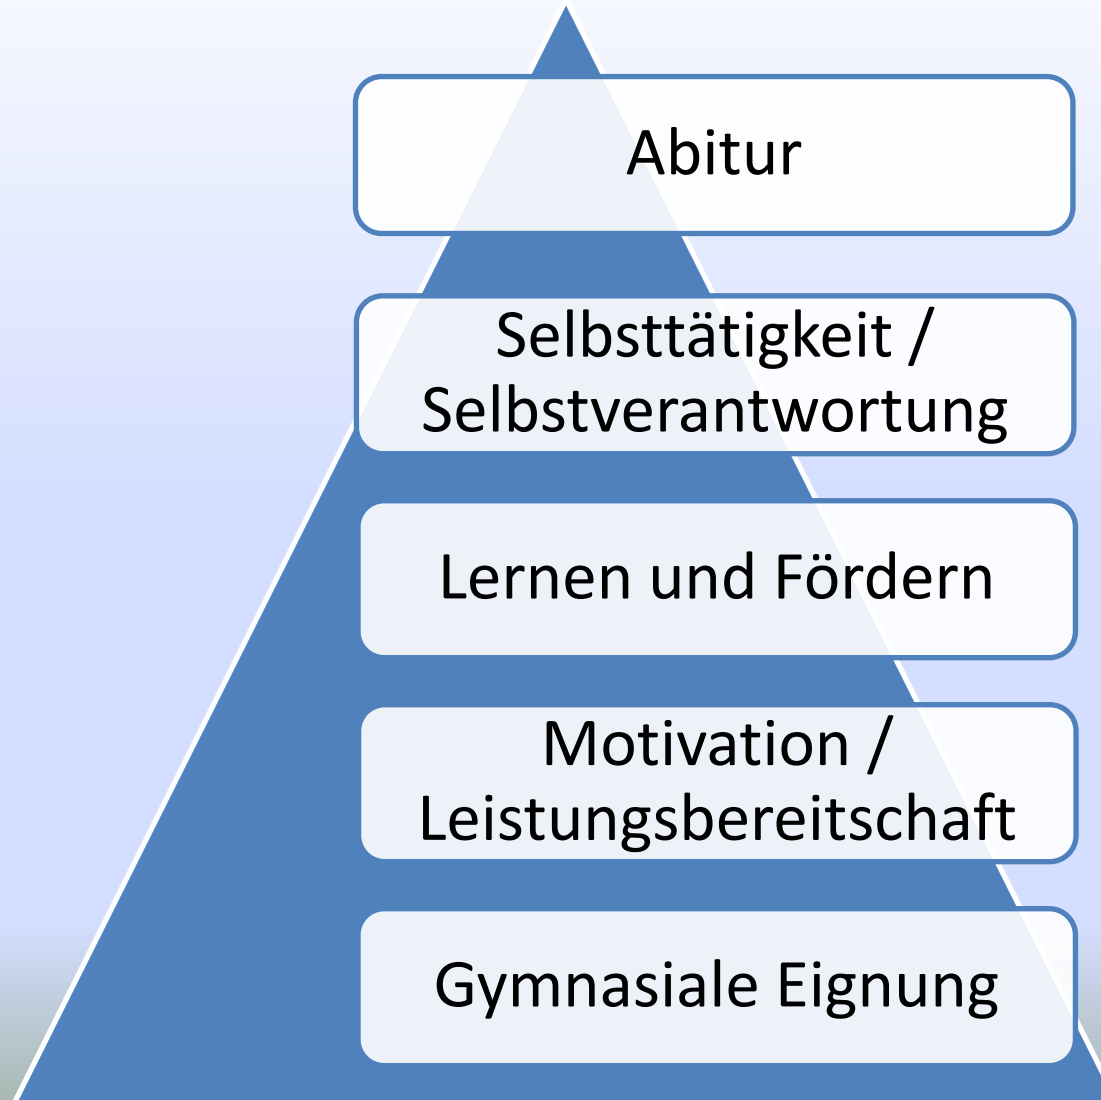 Abitur
Selbsttätigkeit /
Selbstverantwortung
Lernen und Fördern
Motivation /
Leistungsbereitschaft
Gymnasiale Eignung